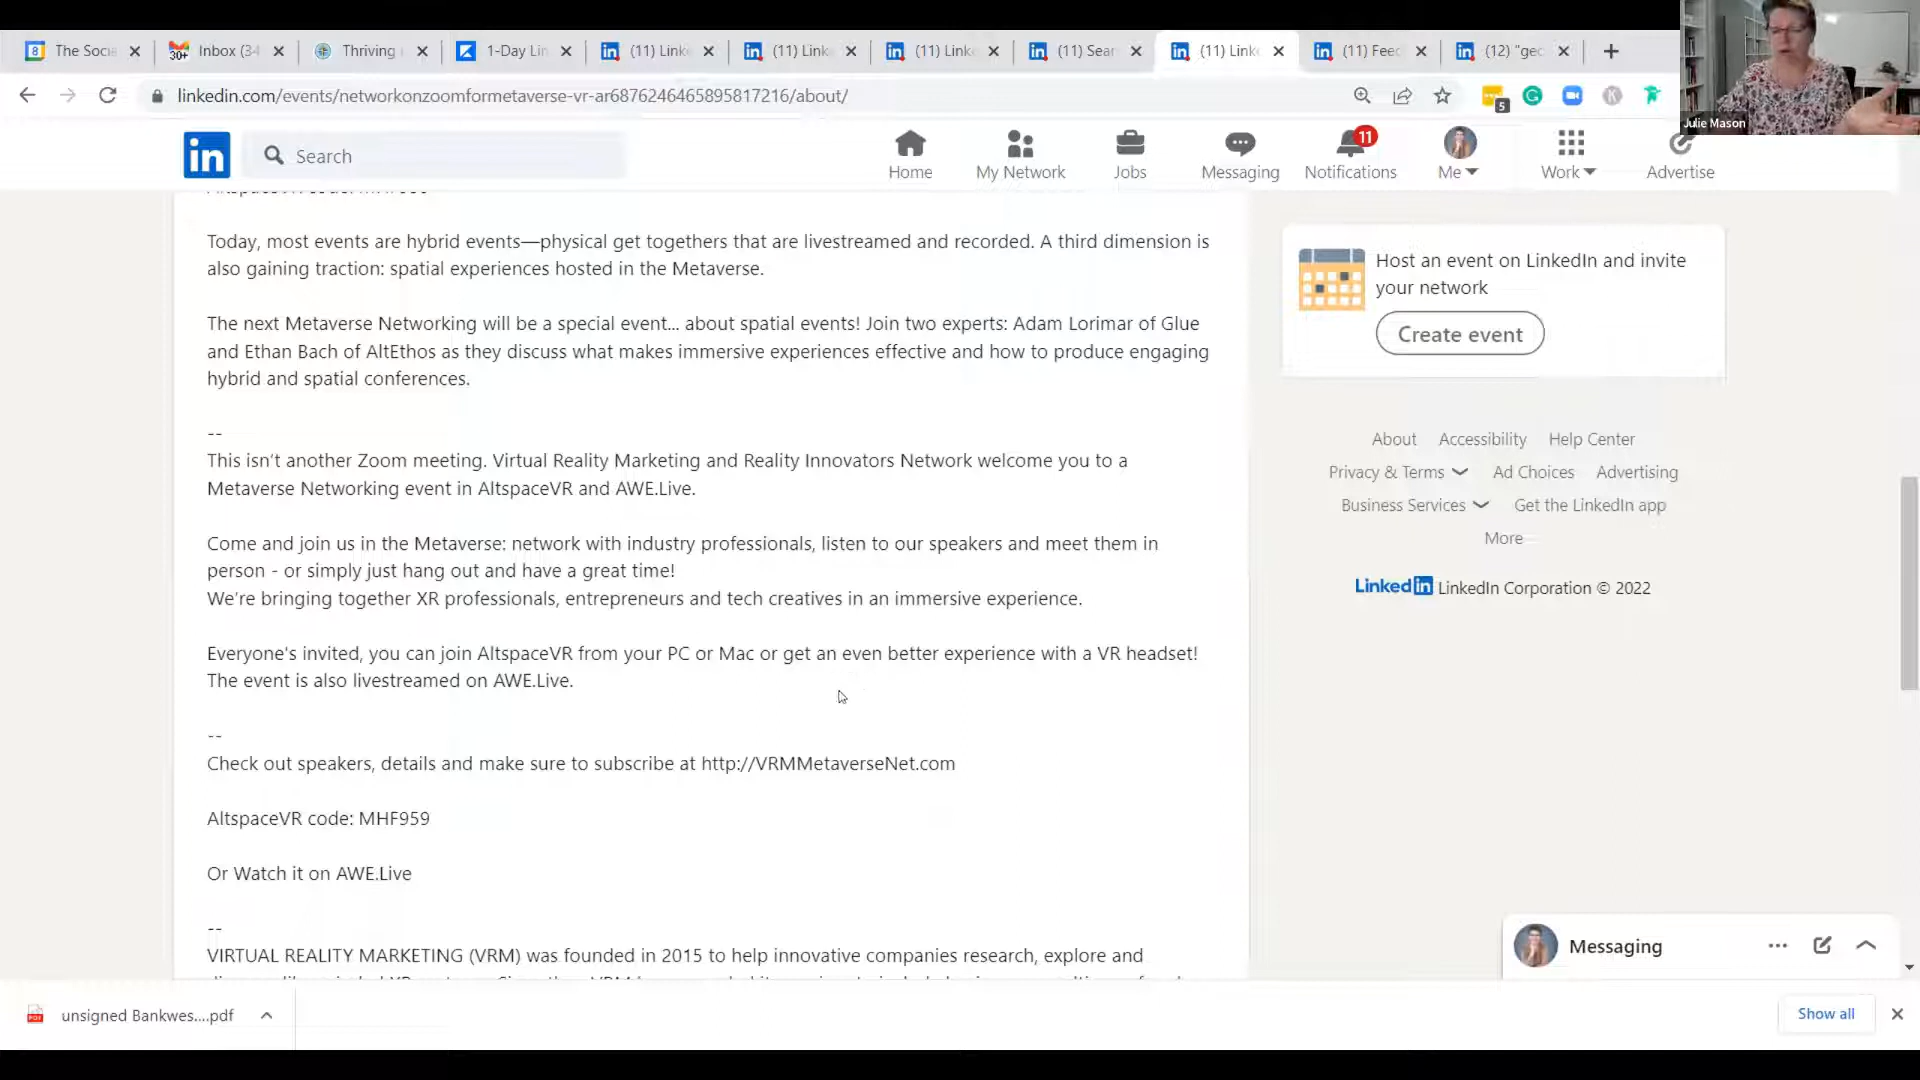 The Socia
Inbox (34
Thriving
1-Day Lin
(11) Linke
(11) Linke
(11) Linke
(11) Sear
(11) Linke
(11) Feed
(12) "geo
linkedin.com/events/networkonzoomformetaverse-vr-ar6876246465895817216/about/
5
Julie Mason
in
Search
Home
My Network
Jobs
Messaging
11
Notifications
Me
Work
Advertise
Today, most events are hybrid events—physical get togethers that are livestreamed and recorded. A third dimension is
also gaining traction: spatial experiences hosted in the Metaverse.
The next Metaverse Networking will be a special event... about spatial events! Join two experts: Adam Lorimar of Glue
and Ethan Bach of AltEthos as they discuss what makes immersive experiences effective and how to produce engaging
hybrid and spatial conferences.
--
This isn't another Zoom meeting. Virtual Reality Marketing and Reality Innovators Network welcome you to a
Metaverse Networking event in AltspaceVR and AWE.Live.
Come and join us in the Metaverse: network with industry professionals, listen to our speakers and meet them in
person - or simply just hang out and have a great time!
We're bringing together XR professionals, entrepreneurs and tech creatives in an immersive experience.
Everyone's invited, you can join AltspaceVR from your PC or Mac or get an even better experience with a VR headset!
The event is also livestreamed on AWE.Live.
--
Check out speakers, details and make sure to subscribe at http://VRMMetaverseNet.com
AltspaceVR code: MHF959
Or Watch it on AWE.Live
--
VIRTUAL REALITY MARKETING (VRM) was founded in 2015 to help innovative companies research, explore and
Host an event on LinkedIn and invite
your network
Create event
About Accessibility Help Center
Privacy & Terms Ad Choices Advertising
Business Services Get the LinkedIn app
More
LinkedIn LinkedIn Corporation © 2022
Messaging
unsigned Bankwes....pdf
Show all